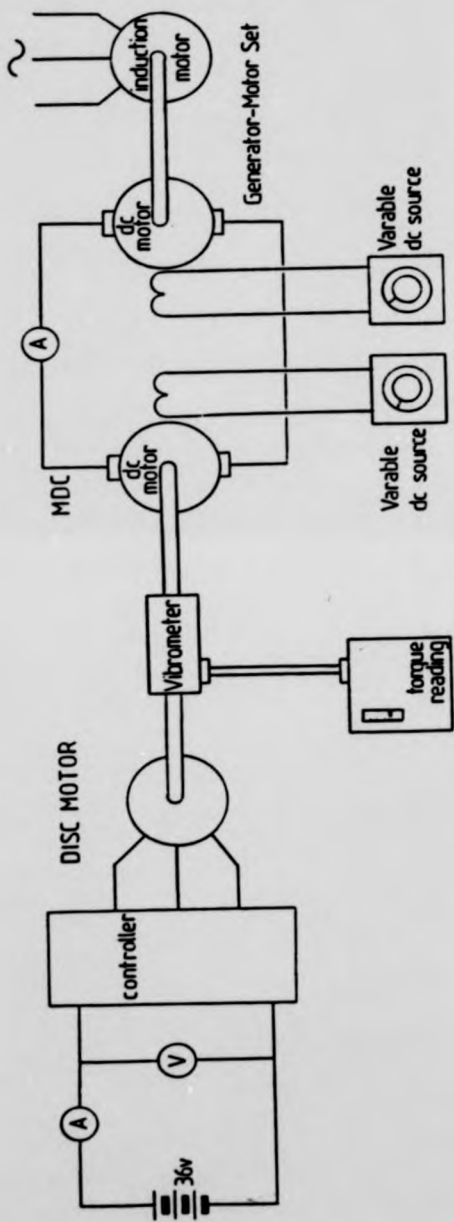 36v
A
V
controller
DISC MOTOR
Vibrometer
torque
reading
MDC
dc
motor
A
dc
motor
induction
motor
~
Generator-Motor Set
Varable
dc source
Varable
dc source